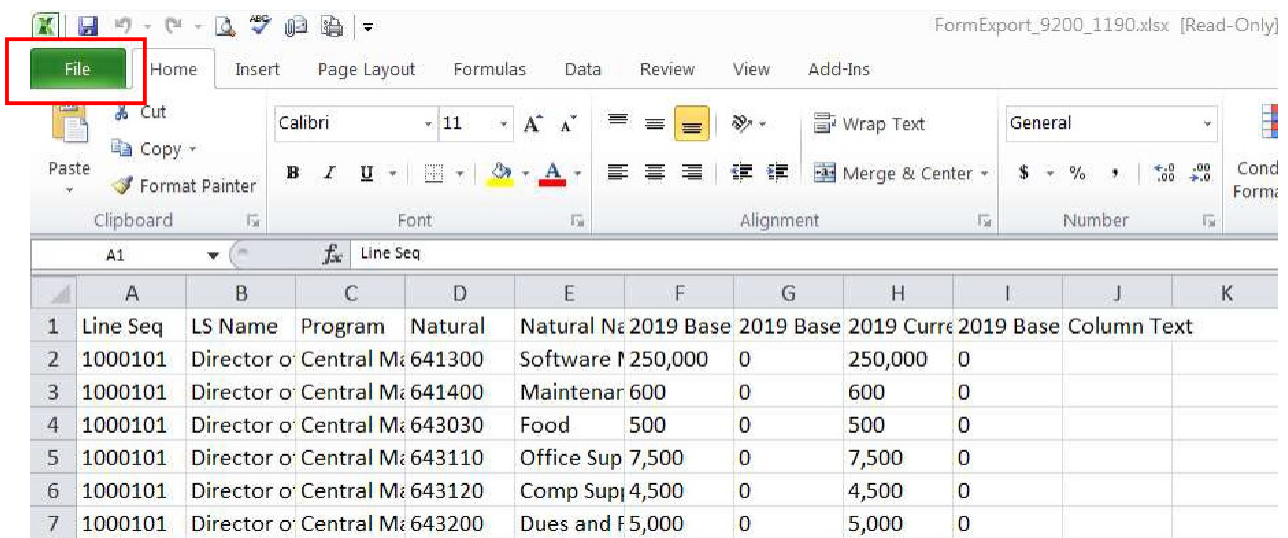 FormExport_9200_1190.xlsx [Read-Only]
File Home Insert Page Layout Formulas Data Review View Add-Ins
Cut
Calibri 11 Wrap Text General
Copy
Paste Format Painter B I U Merge & Center $ % , Cond
Forma
Clipboard Font Alignment Number
A1 fx Line Seq
A B C D E F G H I J K
1 Line Seq LS Name Program Natural Natural Na 2019 Base 2019 Base 2019 Curre 2019 Base Column Text
2 1000101 Director o Central Ma 641300 Software 250,000 0 250,000 0
3 1000101 Director o Central Ma 641400 Maintenan 600 0 600 0
4 1000101 Director o Central Ma 643030 Food 500 0 500 0
5 1000101 Director o Central Ma 643110 Office Sup 7,500 0 7,500 0
6 1000101 Director o Central Ma 643120 Comp Supp 4,500 0 4,500 0
7 1000101 Director o Central Ma 643200 Dues and 5,000 0 5,000 0